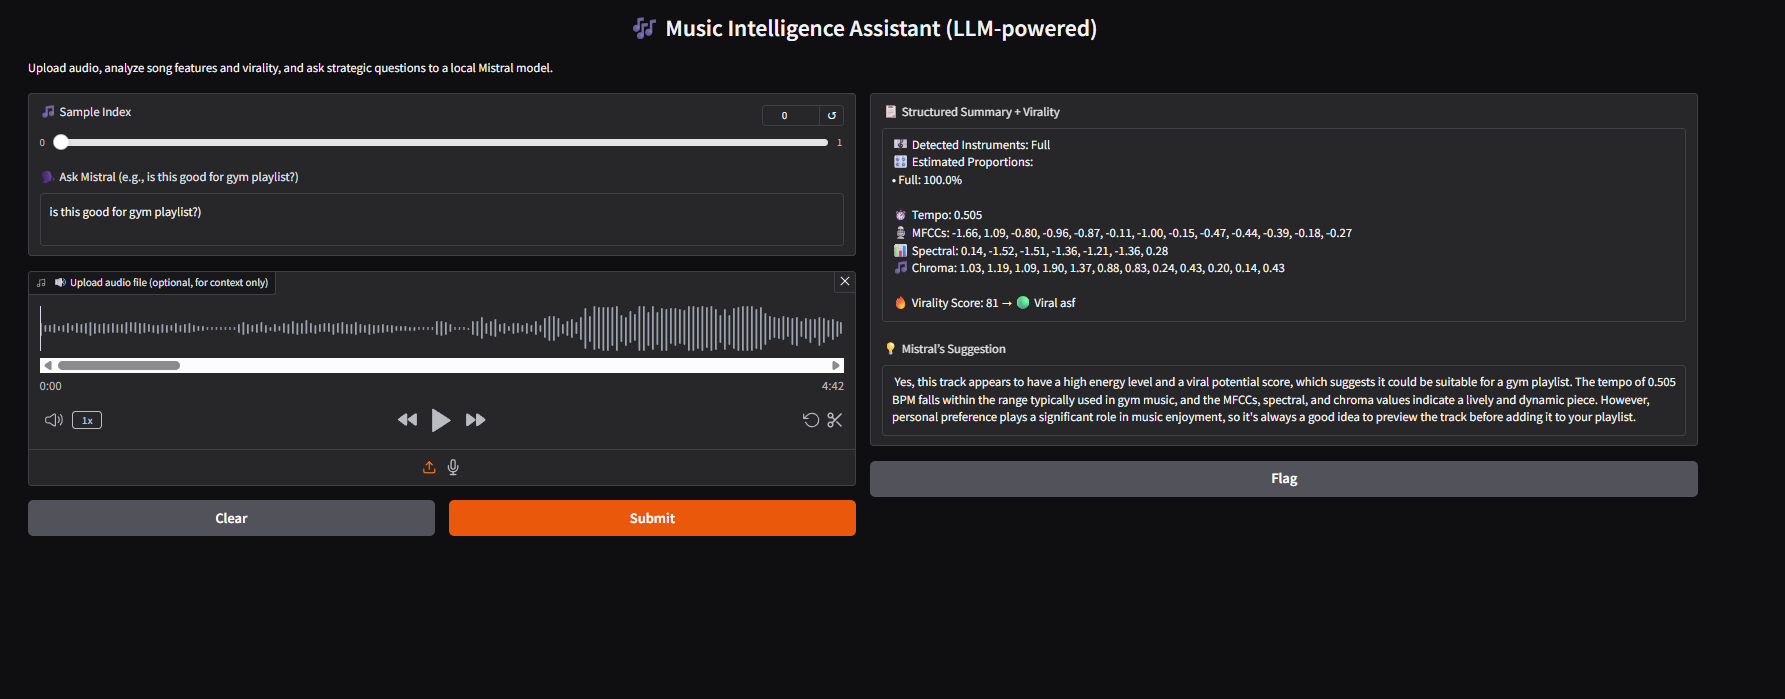 🎶 Music Intelligence Assistant (LLM-powered)
Upload audio, analyze song features and virality, and ask strategic questions to a local Mistral model.
🎵 Sample Index
0 ↺
0 1
🗣 Ask Mistral (e.g., is this good for gym playlist?)
is this good for gym playlist?)
🔊 Upload audio file (optional, for context only)
0:00 4:42
1x
Clear Submit
📋 Structured Summary + Virality
🎼 Detected Instruments: Full
🎛 Estimated Proportions:
• Full: 100.0%
⏱ Tempo: 0.505
🎙 MFCCs: -1.66, 1.09, -0.80, -0.96, -0.87, -0.11, -1.00, -0.15, -0.47, -0.44, -0.39, -0.18, -0.27
📊 Spectral: 0.14, -1.52, -1.51, -1.36, -1.21, -1.36, 0.28
🎵 Chroma: 1.03, 1.19, 1.09, 1.90, 1.37, 0.88, 0.83, 0.24, 0.43, 0.20, 0.14, 0.43
🔥 Virality Score: 81 → 🟢 Viral asf
💡 Mistral's Suggestion
Yes, this track appears to have a high energy level and a viral potential score, which suggests it could be suitable for a gym playlist. The tempo of 0.505
BPM falls within the range typically used in gym music, and the MFCCs, spectral, and chroma values indicate a lively and dynamic piece. However,
personal preference plays a significant role in music enjoyment, so it's always a good idea to preview the track before adding it to your playlist.
Flag